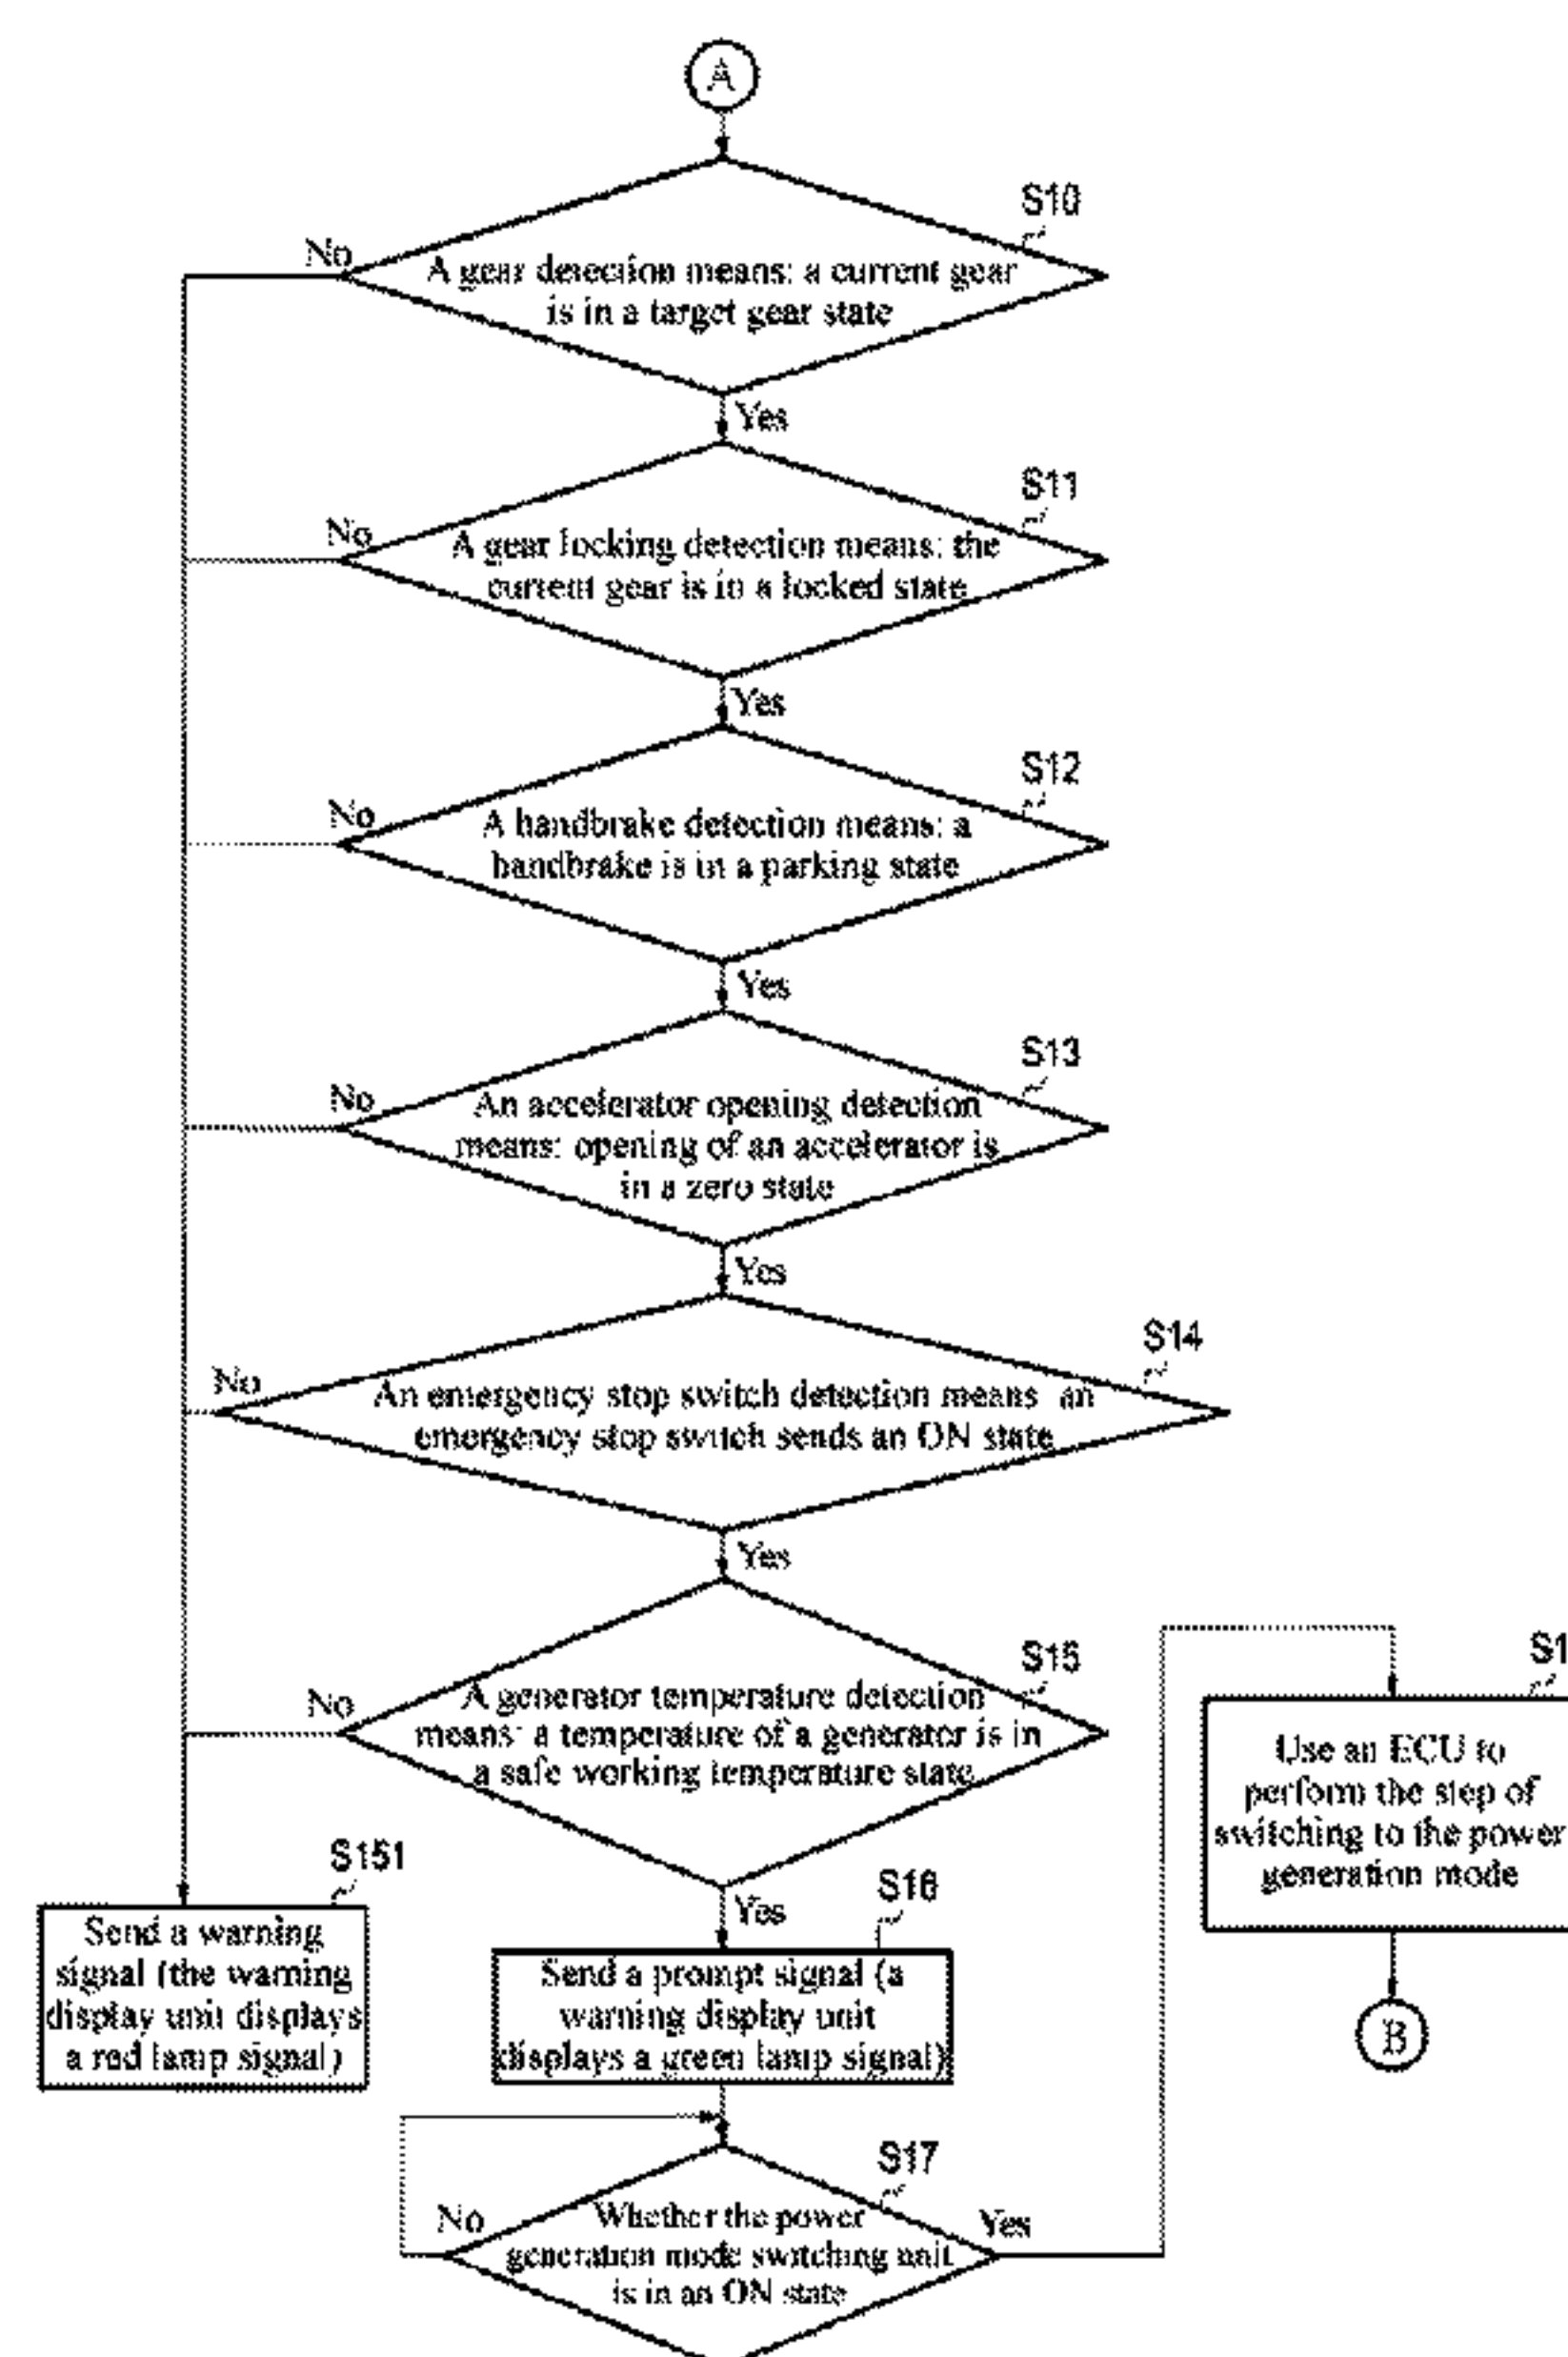 A
S10
No
A gear detection means: a current gear
is in a target gear state
Yes
S11
No
A gear locking detection means: the
current gear is in a locked state
Yes
S12
No
A handbrake detection means: a
handbrake is in a parking state
Yes
S13
No
An accelerator opening detection
means: opening of an accelerator is
in a zero state
Yes
S14
No
An emergency stop switch detection means an
emergency stop switch sends an ON state
Yes
S15
No
A generator temperature detection
means: a temperature of a generator is in
a safe working temperature state
Yes
S151
Send a warning
signal (the warning
display unit displays
a red lamp signal)
S16
Send a prompt signal (a
warning display unit
displays a green lamp signal)
S17
No
Whether the power
generation mode switching unit
is in an ON state
Yes
S1
Use an ECU to
perform the step of
switching to the power
generation mode
B